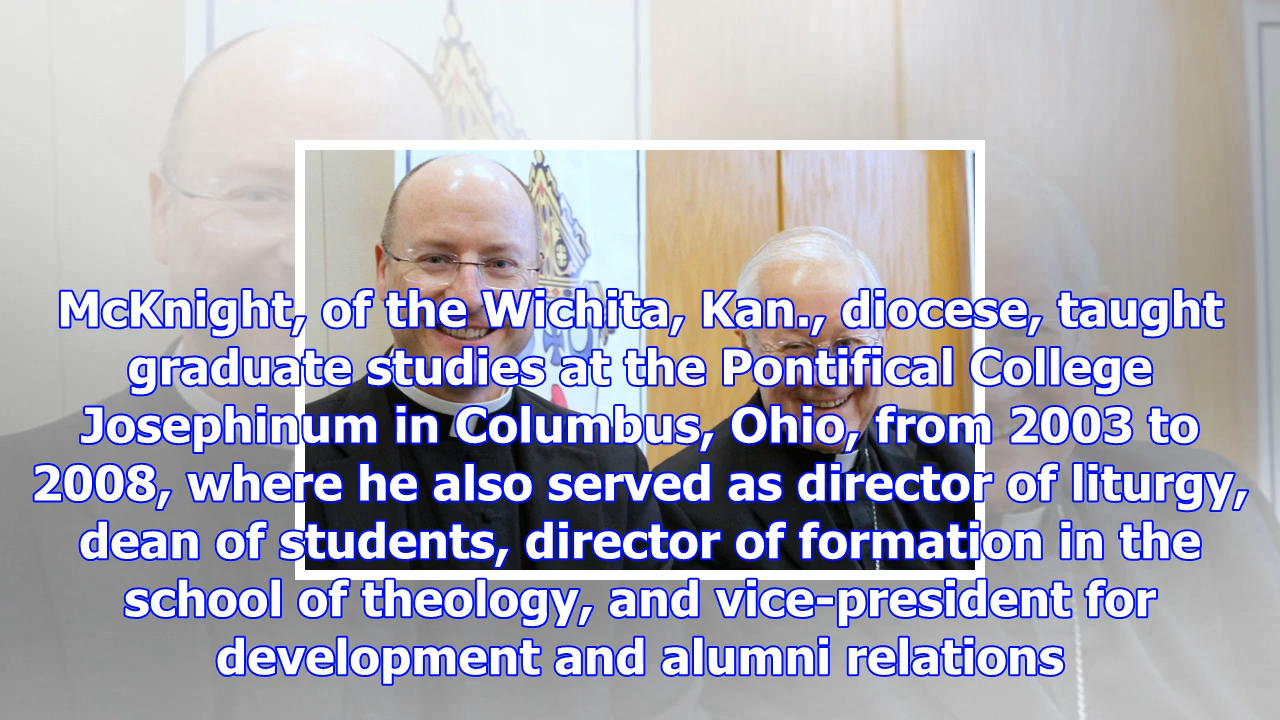 McKnight, of the Wichita, Kan., diocese, taught
graduate studies at the Pontifical College
Josephinum in Columbus, Ohio, from 2003 to
2008, where he also served as director of liturgy,
dean of students, director of formation in the
school of theology, and vice-president for
development and alumni relations